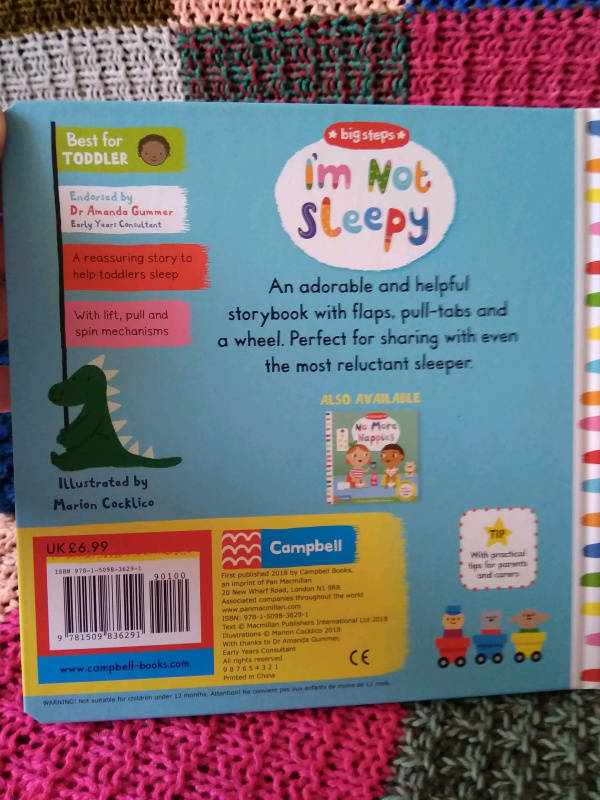 Best for
TODDLER
Endorsed by
Dr Amanda Gummer
Early Years Consultant
A reassuring story to
help toddlers sleep
With lift, pull and
spin mechanisms
Illustrated by
Marion Cocklico
big steps
I'm Not
Sleepy
An adorable and helpful
storybook with flaps, pull-tabs and
a wheel. Perfect for sharing with even
the most reluctant sleeper.
ALSO AVAILABLE
No More
Nappies
TIP
With practical
tips for parents
and carers
UK £6.99
ISBN 978-1-5098-3629-1
90100
9 781509 836291
www.campbell-books.com
Campbell
First published 2018 by Campbell Books,
an imprint of Pan Macmillan
20 New Wharf Road, London N1 9RR
Associated companies throughout the world
www.panmacmillan.com
ISBN: 978-1-5098-3629-1
Text © Macmillan Publishers International Ltd 2018
Illustrations © Marion Cocklico 2018
With thanks to Dr Amanda Gummer,
Early Years Consultant
All rights reserved
9 8 7 6 5 4 3 2 1
Printed in China
CE
WARNING! Not suitable for children under 12 months. Attention! Ne convient pas aux enfants de moins de 12 mois.